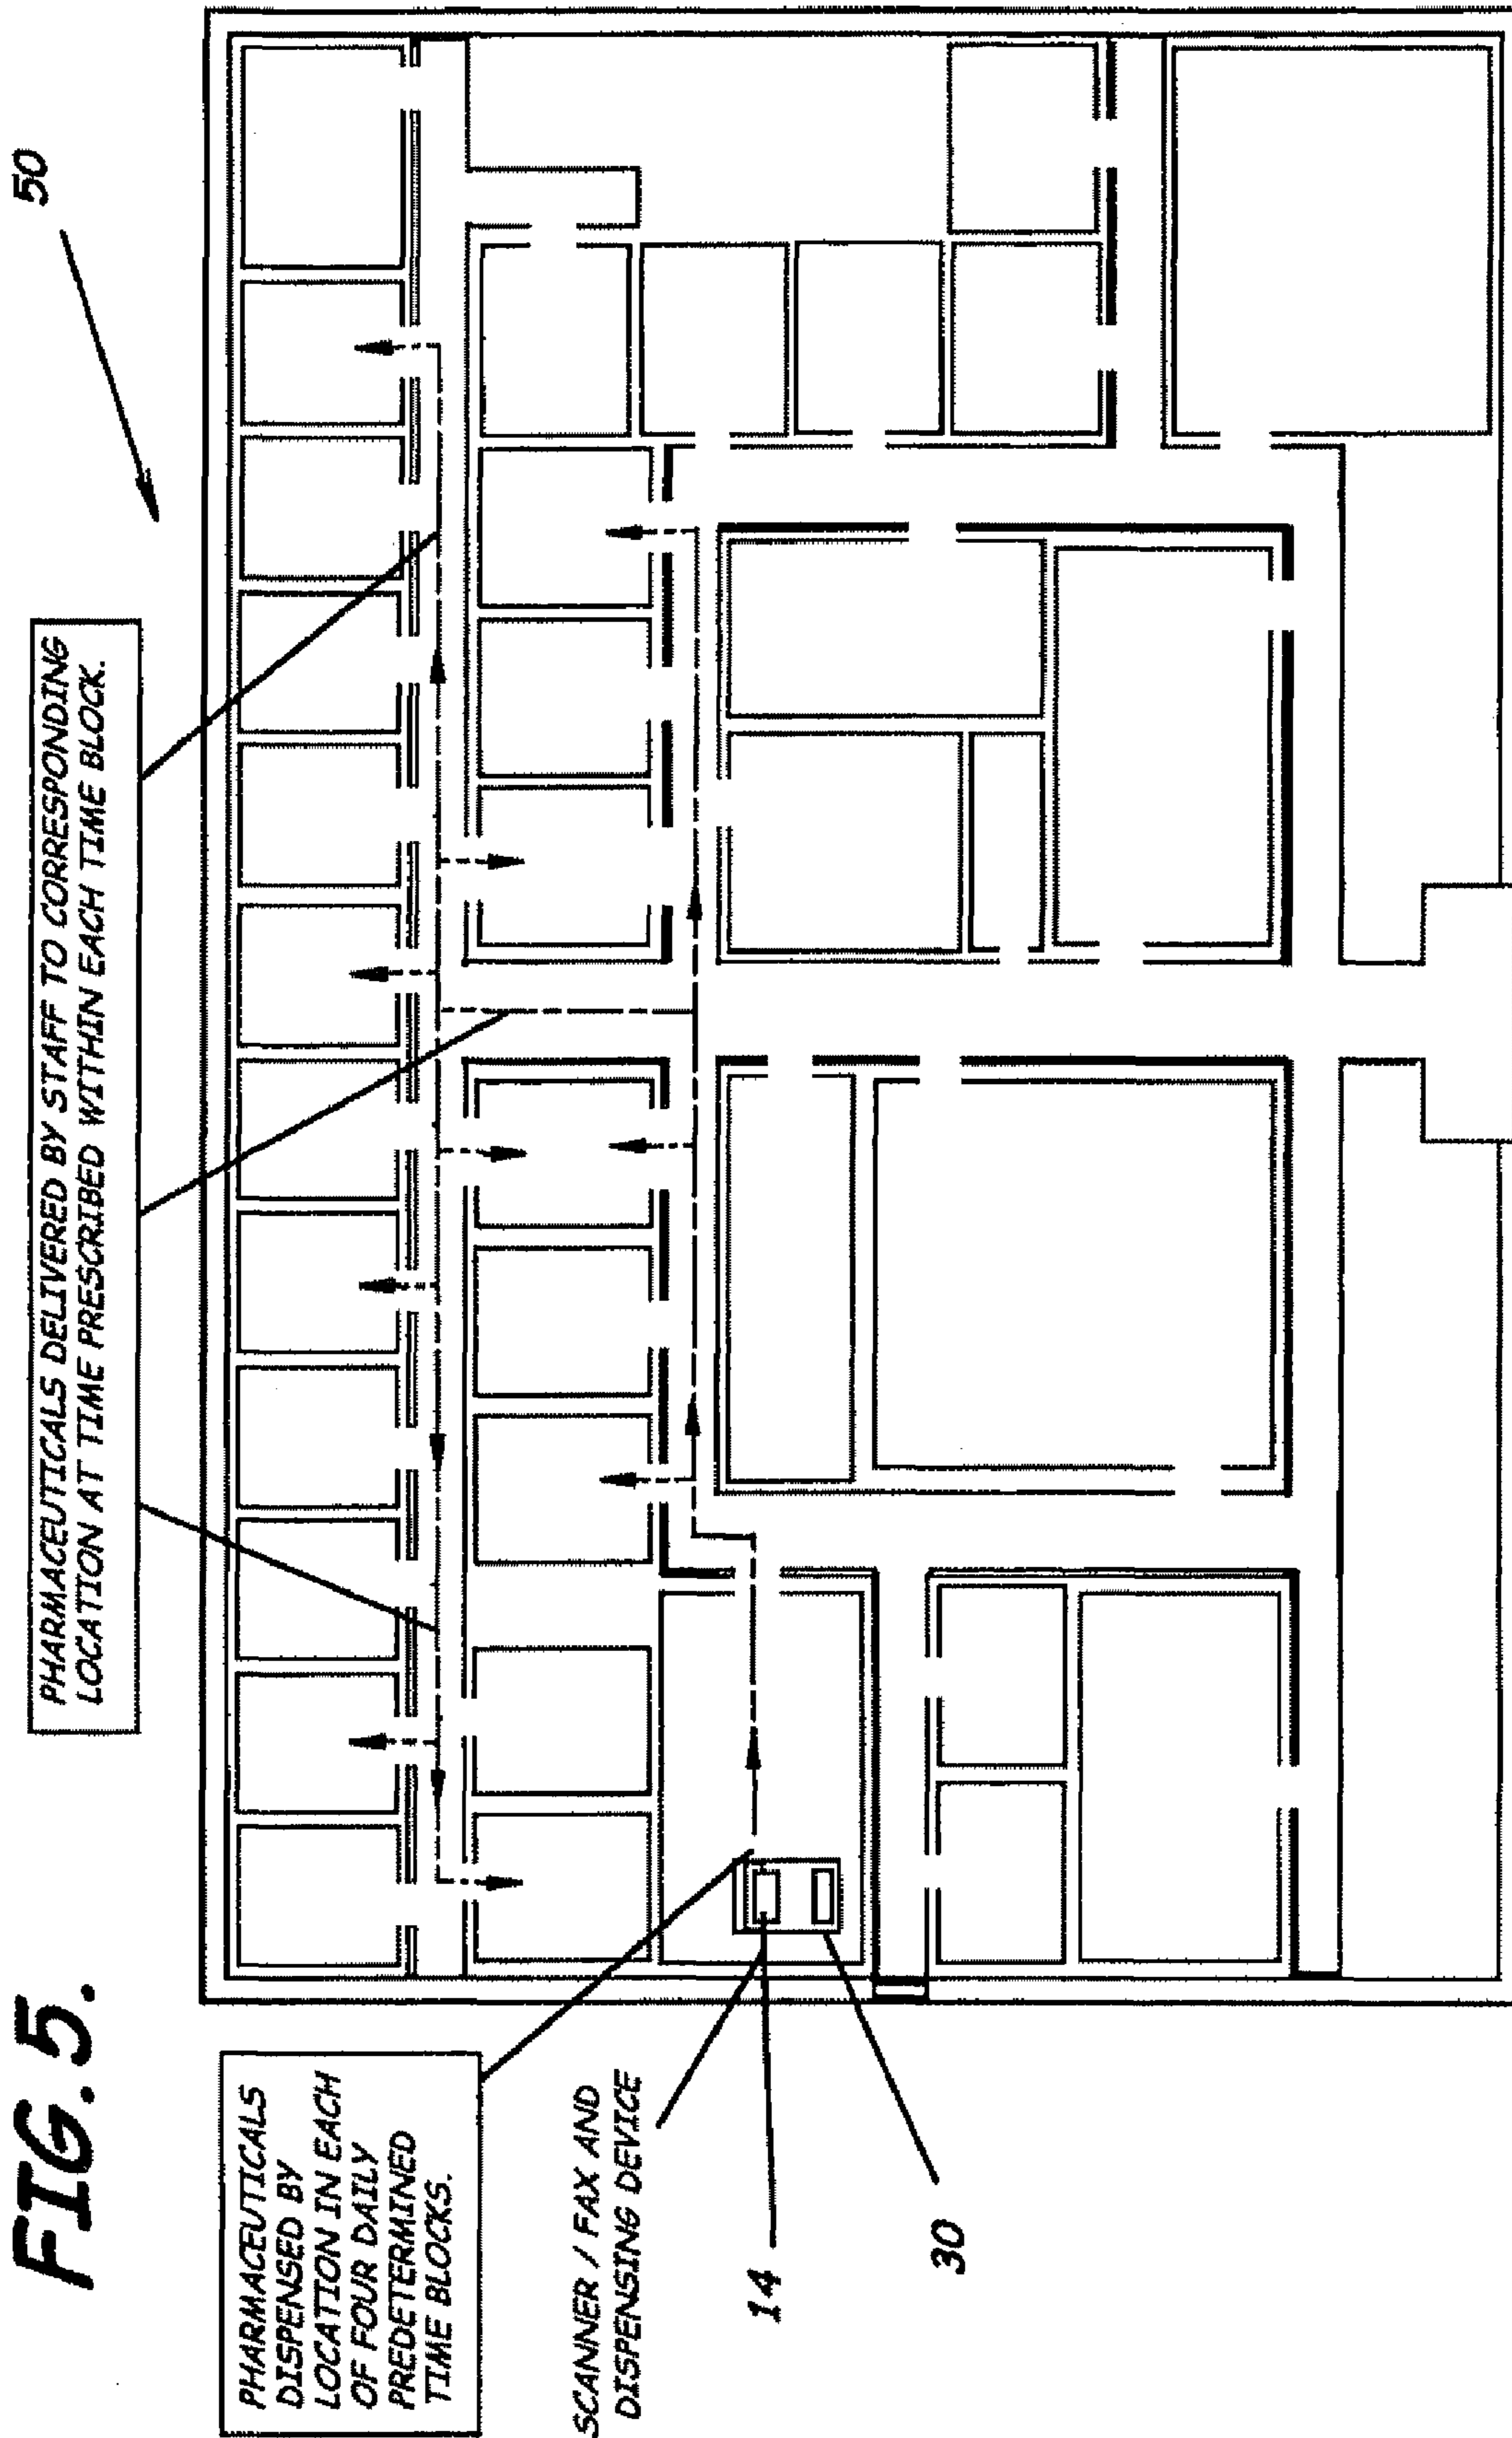 FIG. 5.
50
PHARMACEUTICALS DELIVERED BY STAFF TO CORRESPONDING
LOCATION AT TIME PRESCRIBED WITHIN EACH TIME BLOCK.
PHARMACEUTICALS
DISPENSED BY
LOCATION IN EACH
OF FOUR DAILY
PREDETERMINED
TIME BLOCKS.
SCANNER / FAX AND
DISPENSING DEVICE
14
30